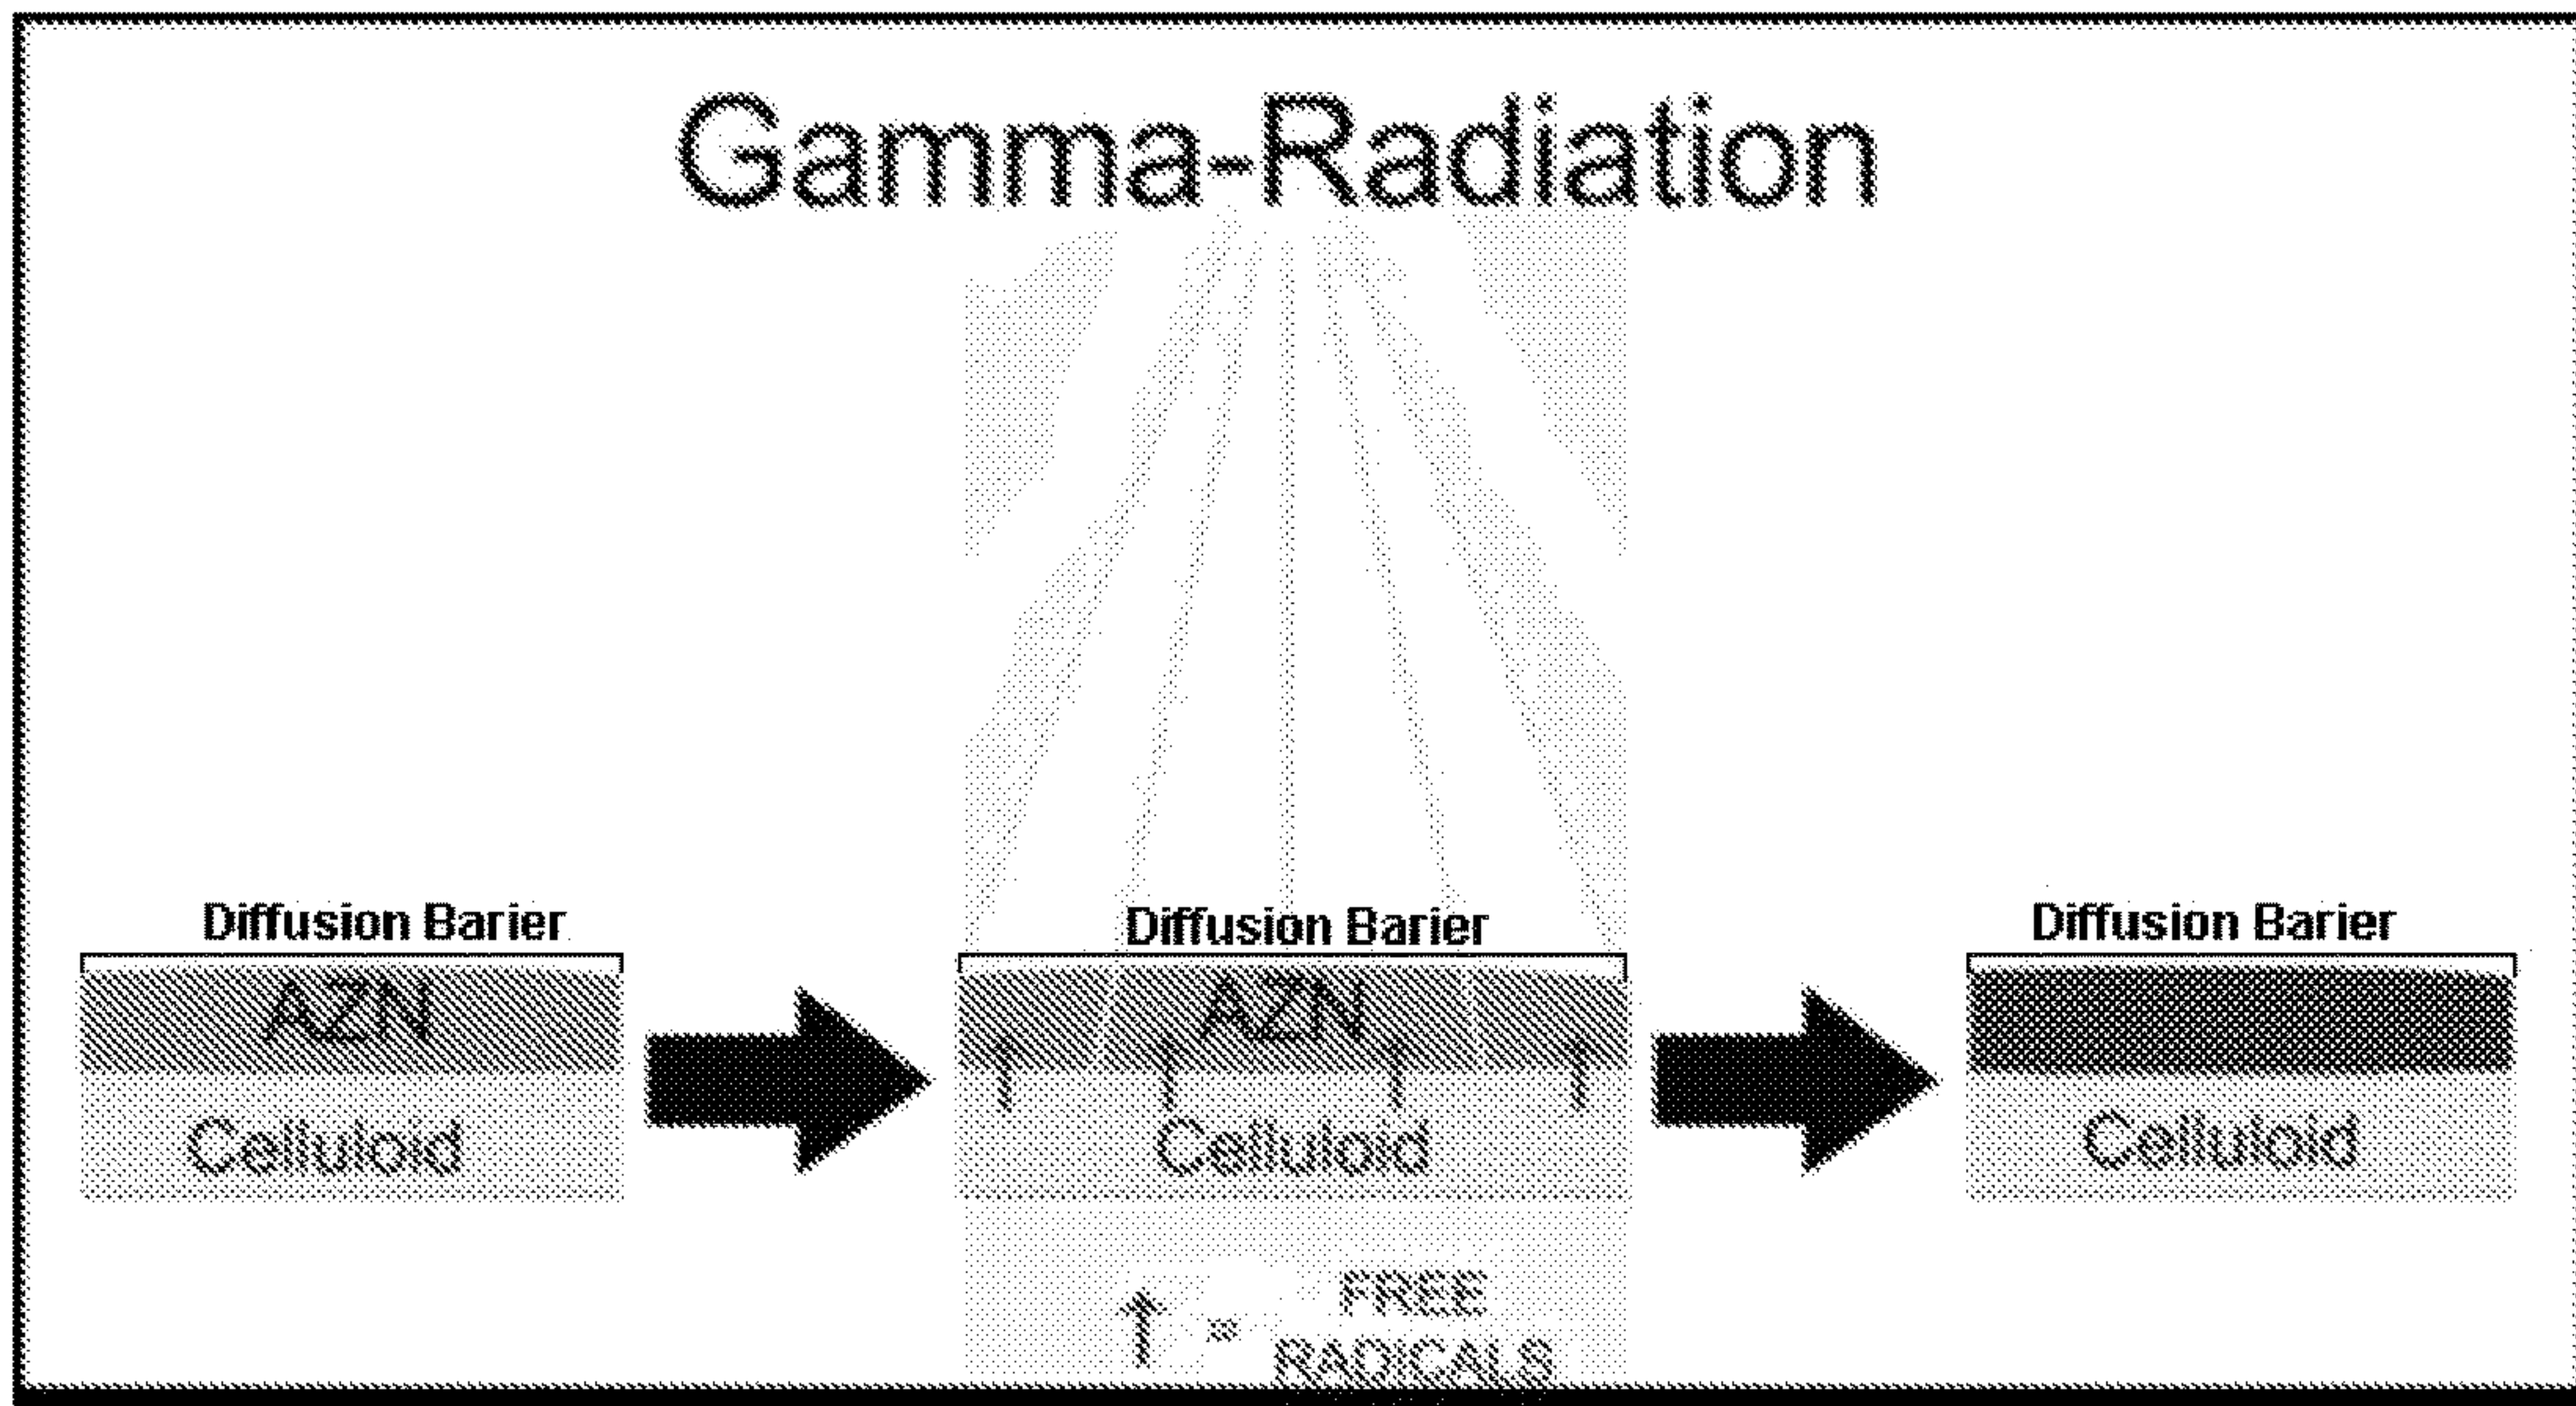 Gamma-Radiation
Diffusion Barier
AZN
Celluloid
Diffusion Barier
AZN
Celluloid
↑ = FREE
RADICALS
Diffusion Barier
Celluloid